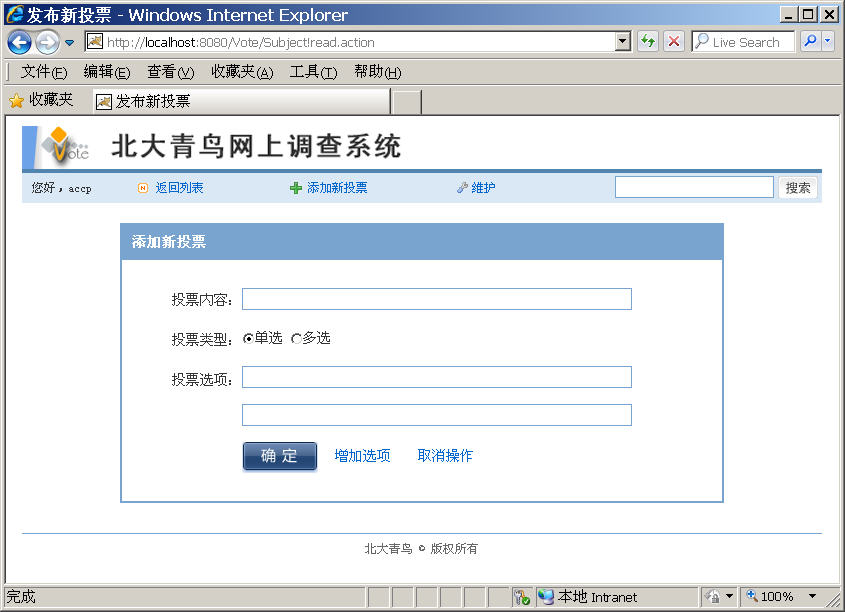 发布新投票 - Windows Internet Explorer
http://localhost:8080/Vote/Subject!read.action
Live Search
文件(F) 编辑(E) 查看(V) 收藏夹(A) 工具(T) 帮助(H)
收藏夹 发布新投票
Vote 北大青鸟网上调查系统
您好，accp N 返回列表 添加新投票 维护 搜索
添加新投票
投票内容：
投票类型： 单选 多选
投票选项：
确定 增加选项 取消操作
北大青鸟 © 版权所有
完成 本地 Intranet 100%